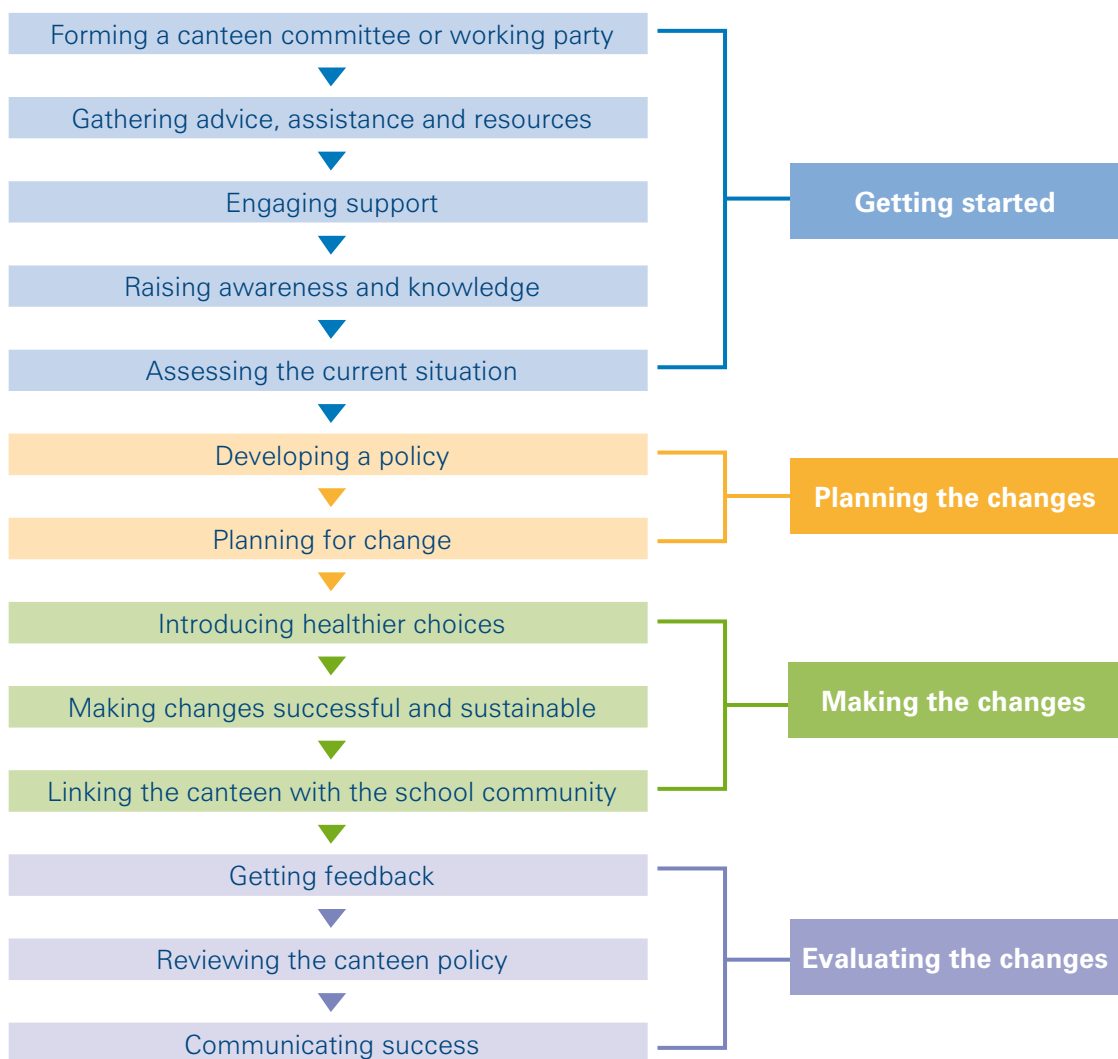 Forming a canteen committee or working party
Gathering advice, assistance and resources
Engaging support
Raising awareness and knowledge
Assessing the current situation
Getting started
Developing a policy
Planning for change
Planning the changes
Introducing healthier choices
Making changes successful and sustainable
Linking the canteen with the school community
Making the changes
Getting feedback
Reviewing the canteen policy
Communicating success
Evaluating the changes